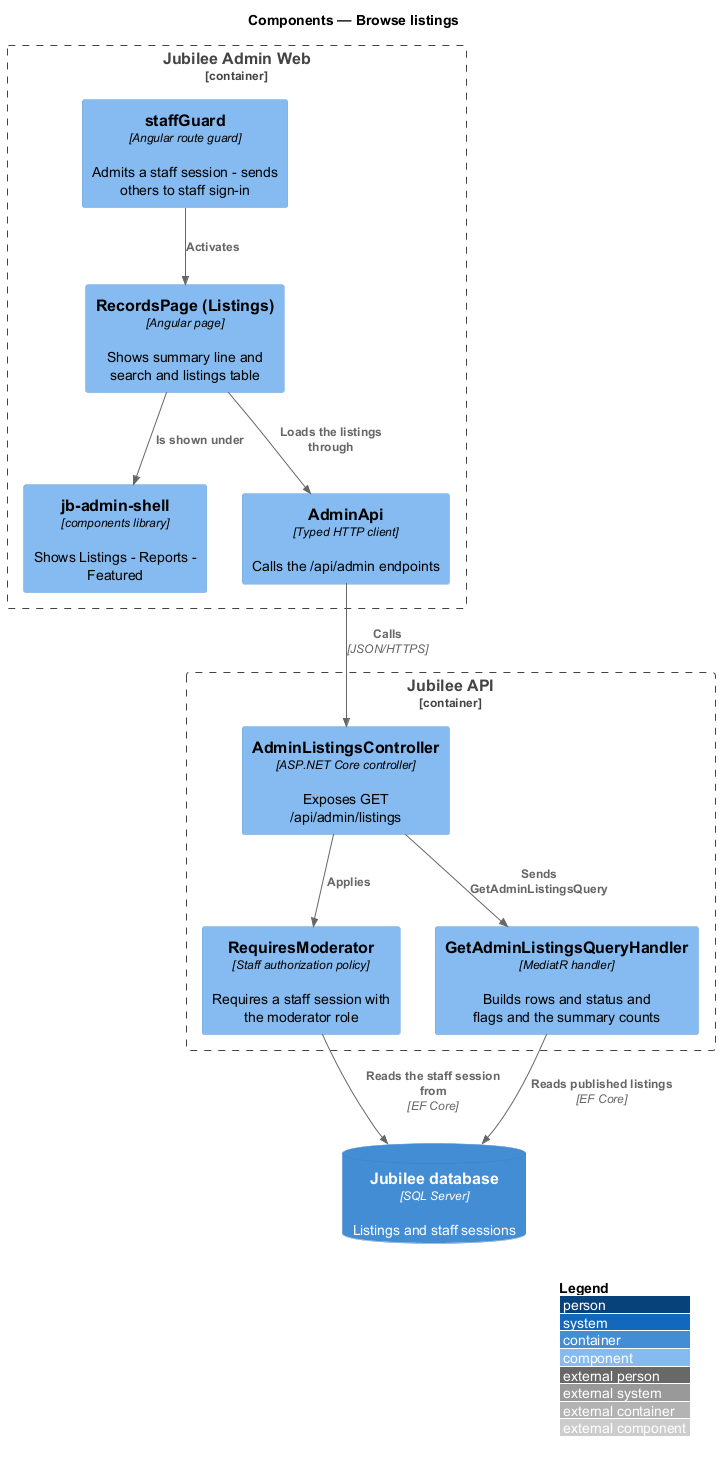 Components — Browse listings
Jubilee Admin Web
[container]
staffGuard
[Angular route guard]
Admits a staff session - sends
others to staff sign-in
Activates
RecordsPage (Listings)
[Angular page]
Shows summary line and
search and listings table
Is shown under
Loads the listings
through
jb-admin-shell
[components library]
Shows Listings - Reports -
Featured
AdminApi
[Typed HTTP client]
Calls the /api/admin endpoints
Calls
[JSON/HTTPS]
Jubilee API
[container]
AdminListingsController
[ASP.NET Core controller]
Exposes GET
/api/admin/listings
Applies
Sends
GetAdminListingsQuery
RequiresModerator
[Staff authorization policy]
Requires a staff session with
the moderator role
GetAdminListingsQueryHandler
[MediatR handler]
Builds rows and status and
flags and the summary counts
Reads the staff session
from
[EF Core]
Reads published listings
[EF Core]
Jubilee database
[SQL Server]
Listings and staff sessions
Legend
person
system
container
component
external person
external system
external container
external component